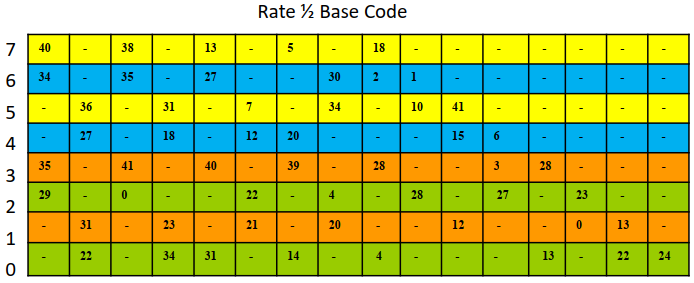 Rate ½ Base Code
7 40 - 38 - 13 - 5 - 18 - - - - - - -
6 34 - 35 - 27 - - 30 2 1 - - - - - -
5 - 36 - 31 - 7 - 34 - 10 41 - - - - -
4 - 27 - 18 - 12 20 - - - 15 6 - - - -
3 35 - 41 - 40 - 39 - 28 - - 3 28 - - -
2 29 - 0 - - 22 - 4 - 28 - 27 - 23 - -
1 - 31 - 23 - 21 - 20 - - 12 - - 0 13 -
0 - 22 - 34 31 - 14 - 4 - - - 13 - 22 24